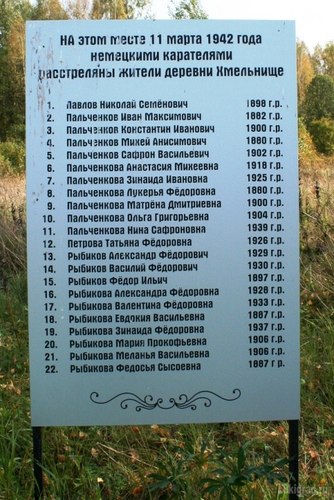 На этом месте 11 марта 1942 года
немецкими карателями
расстреляны жители деревни Хмельнище
1. Павлов Николай Семёнович 1898 г.р.
2. Пальченков Иван Максимович 1882 г.р.
3. Пальченков Константин Иванович 1900 г.р.
4. Пальченков Михей Анисимович 1880 г.р.
5. Пальченков Сафрон Васильевич 1902 г.р.
6. Пальченкова Анастасия Михеевна 1918 г.р.
7. Пальченкова Зинаида Ивановна 1925 г.р.
8. Пальченкова Лукерья Фёдоровна 1880 г.р.
9. Пальченкова Матрёна Дмитриевна 1900 г.р.
10. Пальченкова Ольга Григорьевна 1904 г.р.
11. Пальченкова Нина Сафроновна 1939 г.р.
12. Петрова Татьяна Фёдоровна 1926 г.р.
13. Рыбиков Александр Фёдорович 1929 г.р.
14. Рыбиков Василий Фёдорович 1930 г.р.
15. Рыбиков Фёдор Ильич 1897 г.р.
16. Рыбикова Александра Фёдоровна 1928 г.р.
17. Рыбикова Валентина Фёдоровна 1933 г.р.
18. Рыбикова Евдокия Васильевна 1887 г.р.
19. Рыбикова Зинаида Фёдоровна 1937 г.р.
20. Рыбикова Мария Прокофьевна 1906 г.р.
21. Рыбикова Меланья Васильевна 1906 г.р.
22. Рыбикова Федосья Сысоевна 1887 г.р.